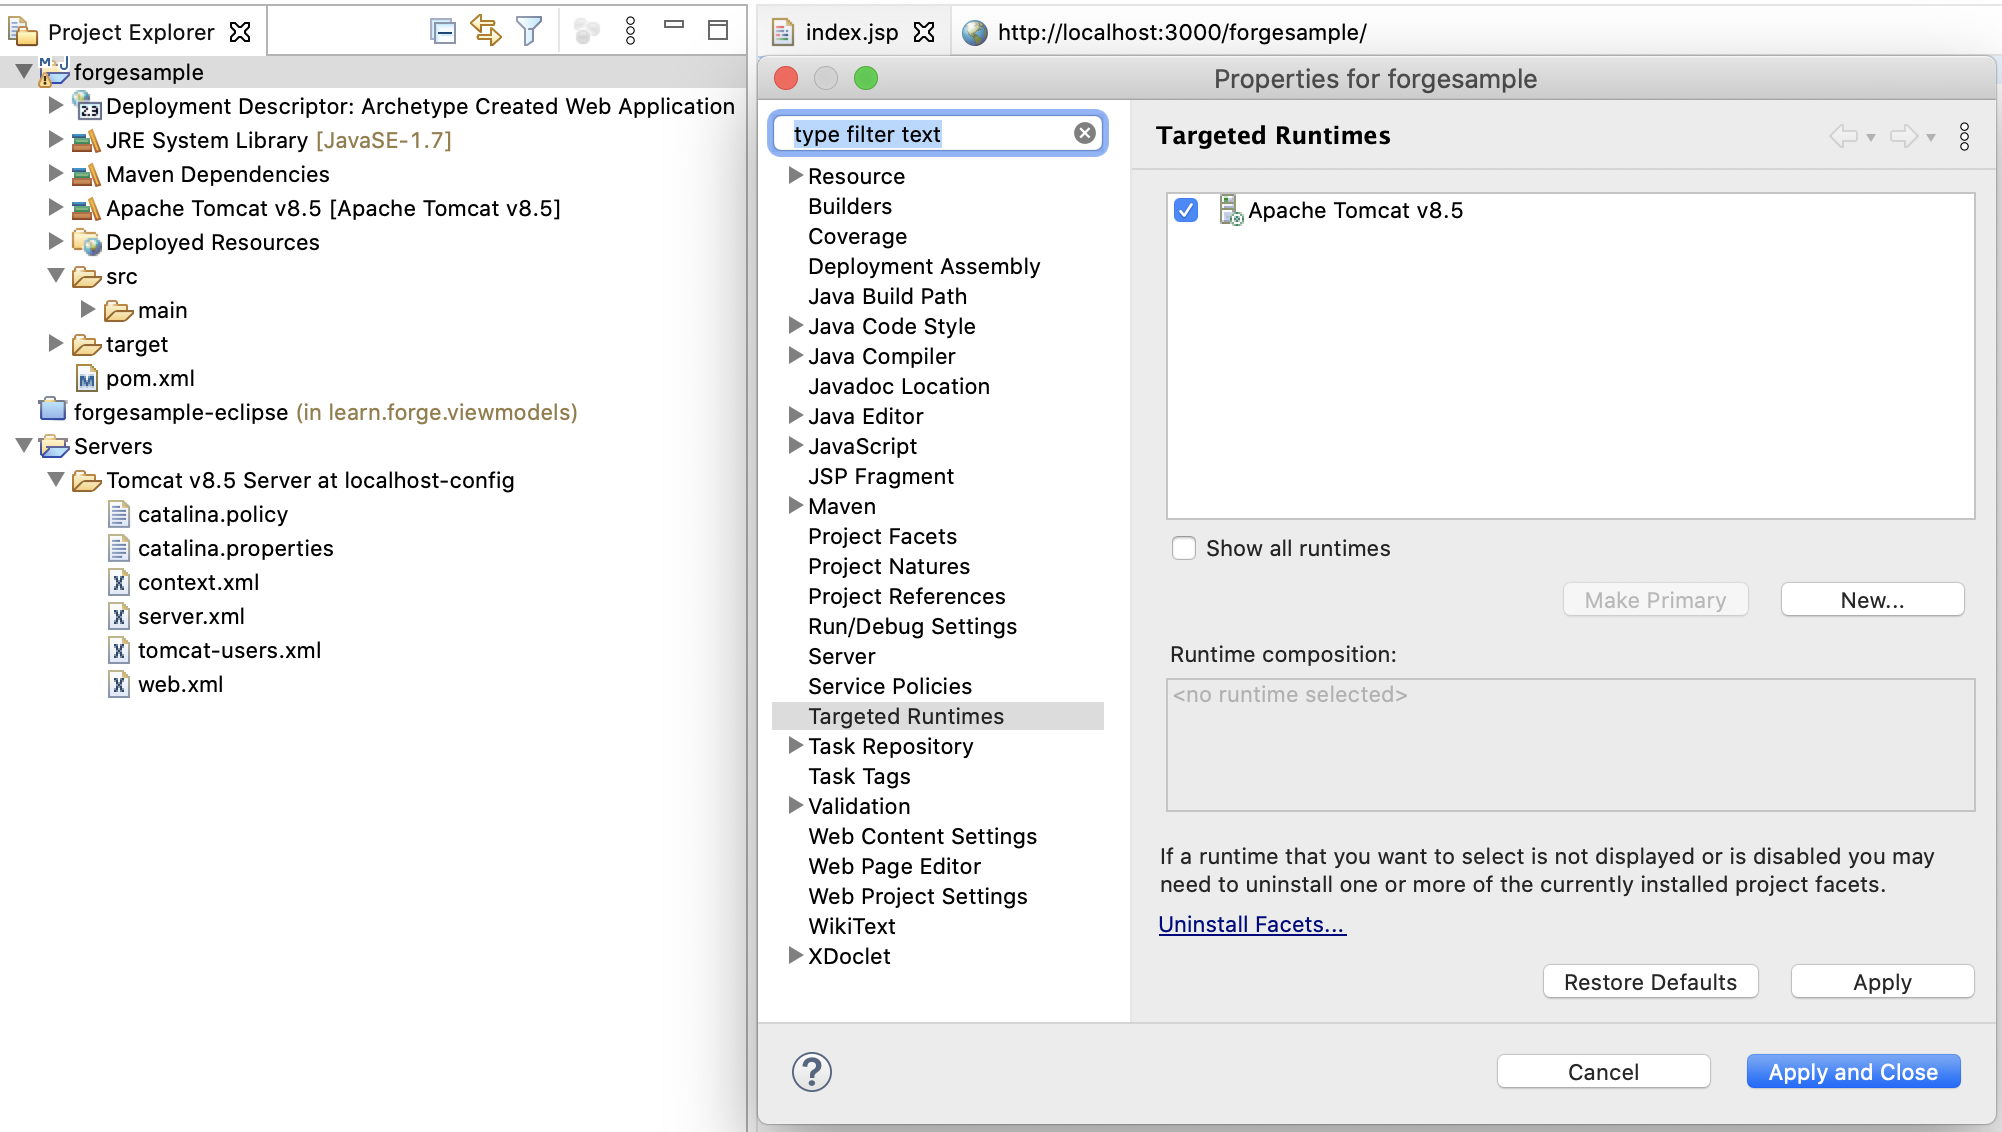 Project Explorer
forgesample
Deployment Descriptor: Archetype Created Web Application
JRE System Library [JavaSE-1.7]
Maven Dependencies
Apache Tomcat v8.5 [Apache Tomcat v8.5]
Deployed Resources
src
main
target
pom.xml
forgesample-eclipse (in learn.forge.viewmodels)
Servers
Tomcat v8.5 Server at localhost-config
catalina.policy
catalina.properties
context.xml
server.xml
tomcat-users.xml
web.xml
index.jsp
http://localhost:3000/forgesample/
Properties for forgesample
type filter text
Resource
Builders
Coverage
Deployment Assembly
Java Build Path
Java Code Style
Java Compiler
Javadoc Location
Java Editor
JavaScript
JSP Fragment
Maven
Project Facets
Project Natures
Project References
Run/Debug Settings
Server
Service Policies
Targeted Runtimes
Task Repository
Task Tags
Validation
Web Content Settings
Web Page Editor
Web Project Settings
WikiText
XDoclet
Targeted Runtimes
Apache Tomcat v8.5
Show all runtimes
Make Primary
New...
Runtime composition:
<no runtime selected>
If a runtime that you want to select is not displayed or is disabled you may
need to uninstall one or more of the currently installed project facets.
Uninstall Facets...
Restore Defaults
Apply
?
Cancel
Apply and Close